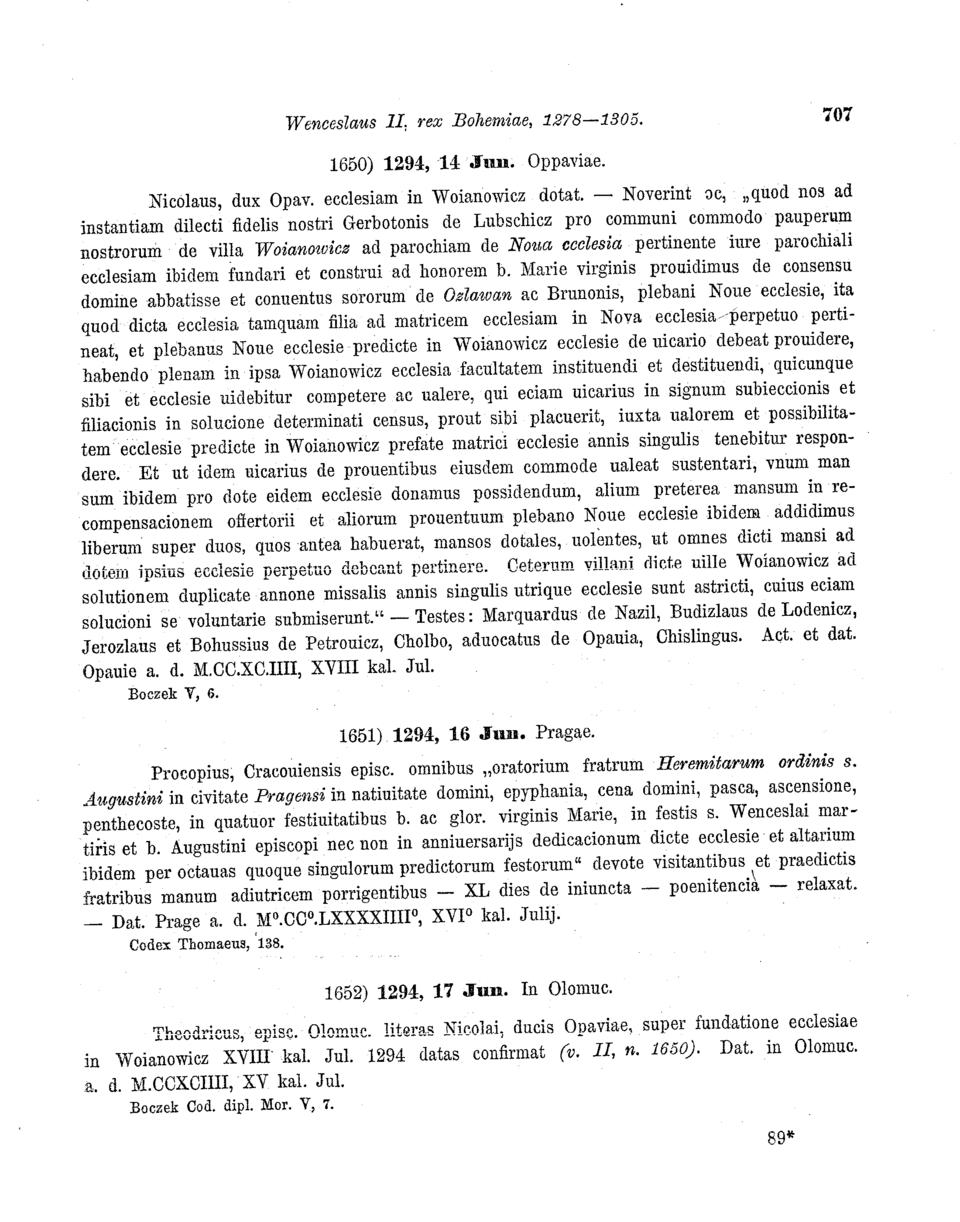 Wenceslaus II, rex Bohemiae, 1278—1305.
707
1650) 1294, 14 Jun. Oppaviae.
Nicolaus, dux Opav. ecclesiam in Woianowicz dotat. — Noverint ɔc, „quod nos ad
instantiam dilecti fidelis nostri Gerbotonis de Lubschicz pro communi commodo pauperum
nostrorum de villa Woianowicz ad parochiam de Noua ecclesia pertinente iure parochiali
ecclesiam ibidem fundari et construi ad honorem b. Marie virginis prouidimus de consensu
domine abbatisse et conuentus sororum de Ozlawan ac Brunonis, plebani Noue ecclesie, ita
quod dicta ecclesia tamquam filia ad matricem ecclesiam in Nova ecclesia perpetuo perti-
neat, et plebanus Noue ecclesie predicte in Woianowicz ecclesie de uicario debeat prouidere,
habendo plenam in ipsa Woianowicz ecclesia facultatem instituendi et destituendi, quicunque
sibi et ecclesie uidebitur competere ac ualere, qui eciam uicarius in signum subieccionis et
filiacionis in solucione determinati census, prout sibi placuerit, iuxta ualorem et possibilita-
tem ecclesie predicte in Woianowicz prefate matrici ecclesie annis singulis tenebitur respon-
dere. Et ut idem uicarius de prouentibus eiusdem commode ualeat sustentari, vnum man
sum ibidem pro dote eidem ecclesie donamus possidendum, alium preterea mansum in re-
compensacionem offertorii et aliorum prouentuum plebano Noue ecclesie ibidem addidimus
liberum super duos, quos antea habuerat, mansos dotales, uolentes, ut omnes dicti mansi ad
dotem ipsius ecclesie perpetuo debeant pertinere. Ceterum villani dicte uille Woianowicz ad
solutionem duplicate annone missalis annis singulis utrique ecclesie sunt astricti, cuius eciam
solucioni se voluntarie submiserunt.“ — Testes: Marquardus de Nazil, Budizlaus de Lodenicz,
Jerozlaus et Bohussius de Petrouicz, Cholbo, aduocatus de Opauia, Chislingus. Act. et dat.
Opauie a. d. M.CC.XC.IIII, XVIII kal. Jul.
Boczek V, 6.
1651) 1294, 16 Jun. Pragae.
Procopius, Cracouiensis episc. omnibus „oratorium fratrum Heremitarum ordinis s.
Augustini in civitate Pragensi in natiuitate domini, epyphania, cena domini, pasca, ascensione,
penthecoste, in quatuor festiuitatibus b. ac glor. virginis Marie, in festis s. Wenceslai mar-
tiris et b. Augustini episcopi nec non in anniuersarijs dedicacionum dicte ecclesie et altarium
ibidem per octauas quoque singulorum predictorum festorum“ devote visitantibus et praedictis
fratribus manum adiutricem porrigentibus — XL dies de iniuncta — poenitencia — relaxat.
— Dat. Prage a. d. M⁰.CC⁰.LXXXXIIII⁰, XVI⁰ kal. Julij.
Codex Thomaeus, 138.
1652) 1294, 17 Jun. In Olomuc.
Theodricus, episc. Olomuc. literas Nicolai, ducis Opaviae, super fundatione ecclesiae
in Woianowicz XVIII kal. Jul. 1294 datas confirmat (v. II, n. 1650). Dat. in Olomuc.
a. d. M.CCXCIIII, XV kal. Jul.
Boczek Cod. dipl. Mor. V, 7.
89*